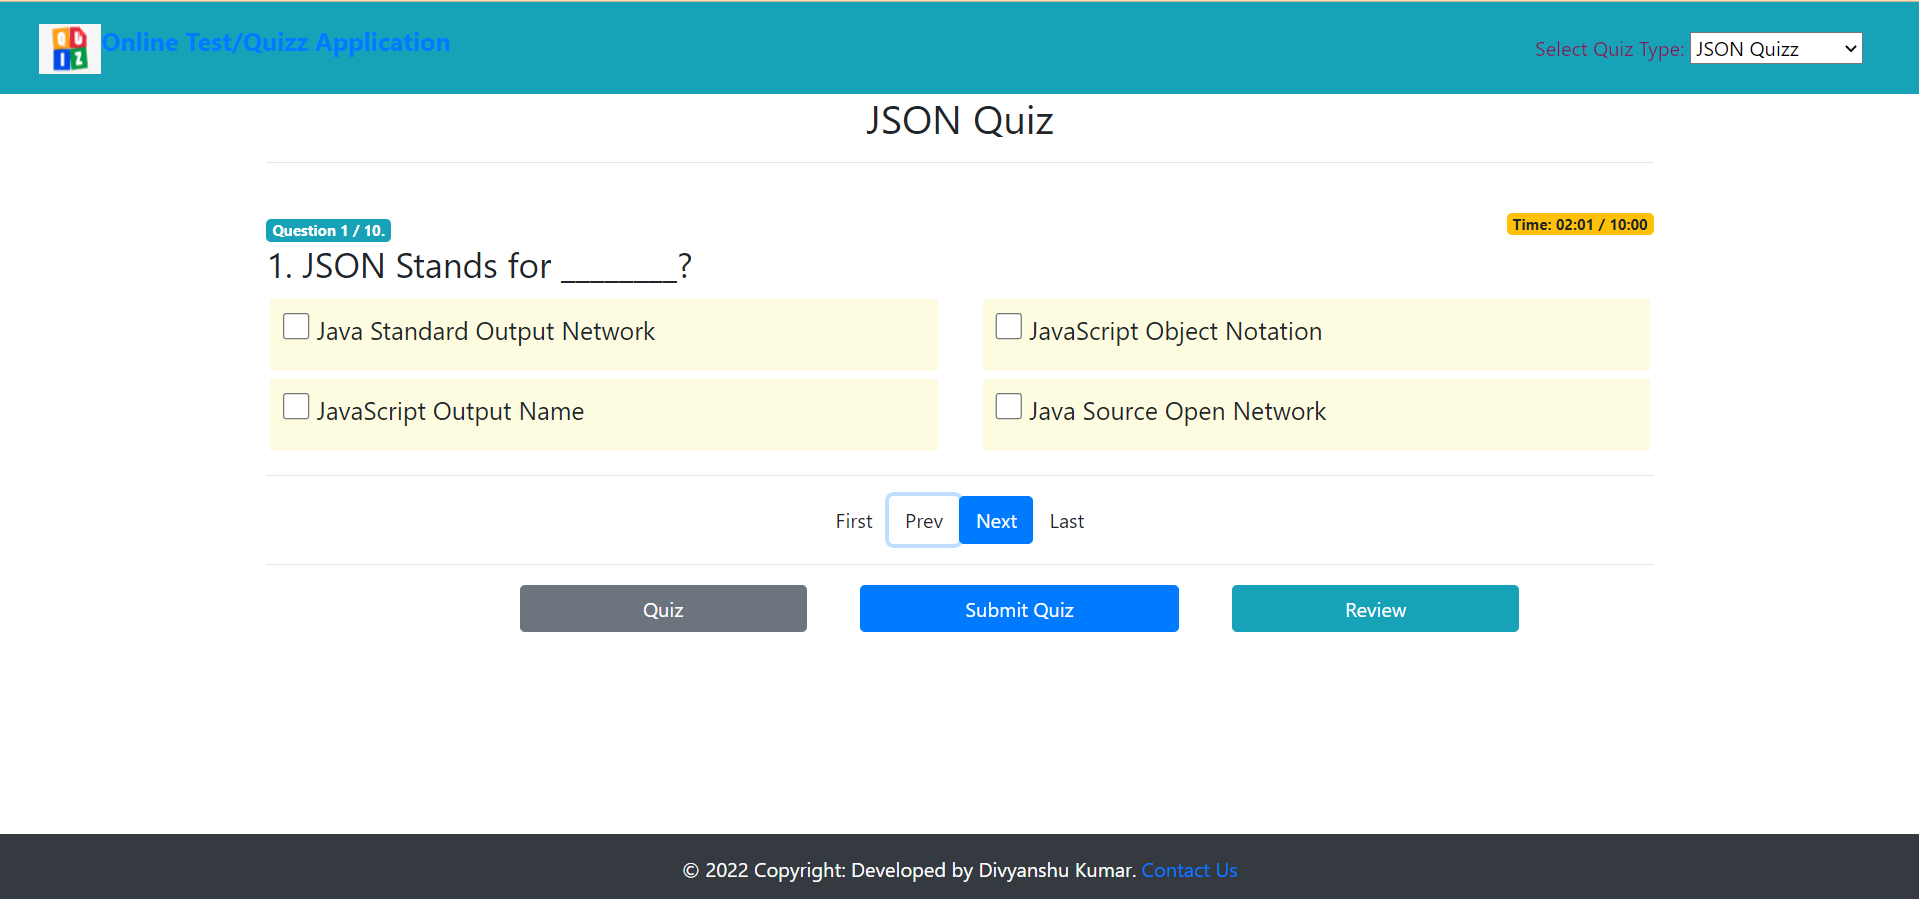 QUIZ
Online Test/Quizz Application
Select Quiz Type: JSON Quizz
JSON Quiz
Question 1 / 10.
Time: 02:01 / 10:00
1. JSON Stands for ________?
Java Standard Output Network
JavaScript Object Notation
JavaScript Output Name
Java Source Open Network
First Prev Next Last
Quiz Submit Quiz Review
© 2022 Copyright: Developed by Divyanshu Kumar. Contact Us